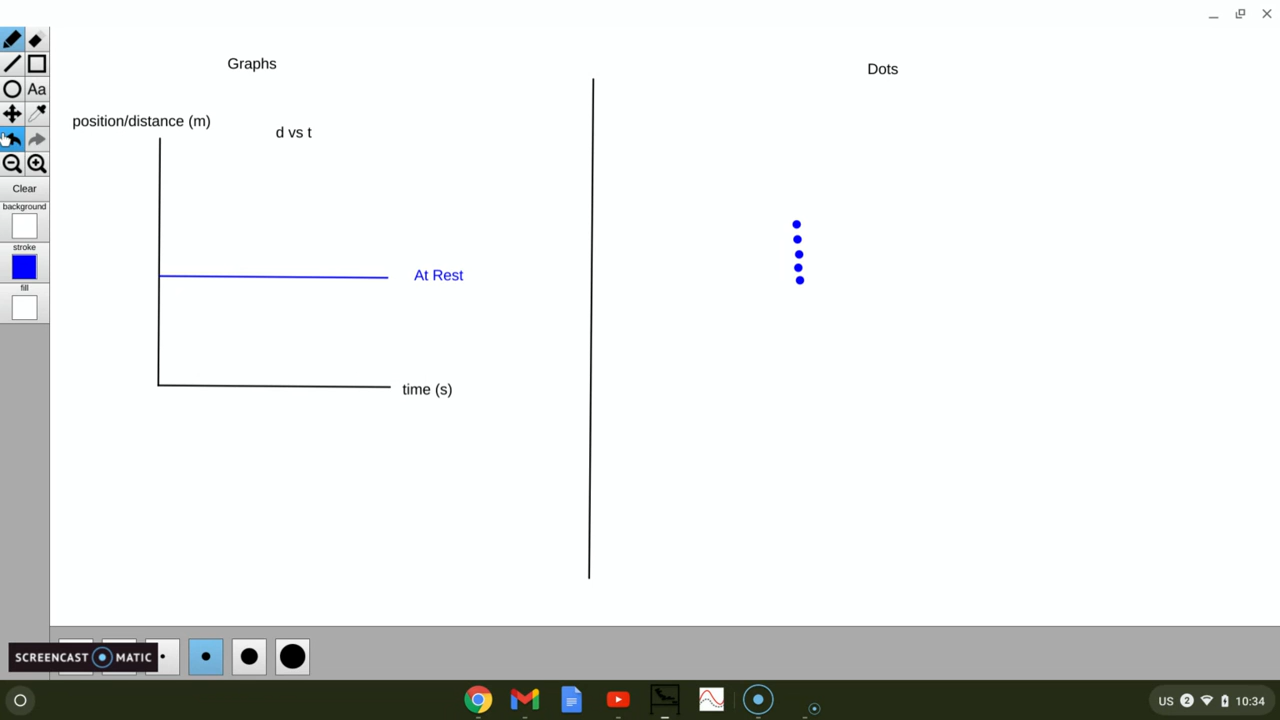 Graphs
Dots
position/distance (m)
d vs t
At Rest
time (s)
Aa
Clear
background
stroke
fill
SCREENCAST MATIC
US 2 10:34